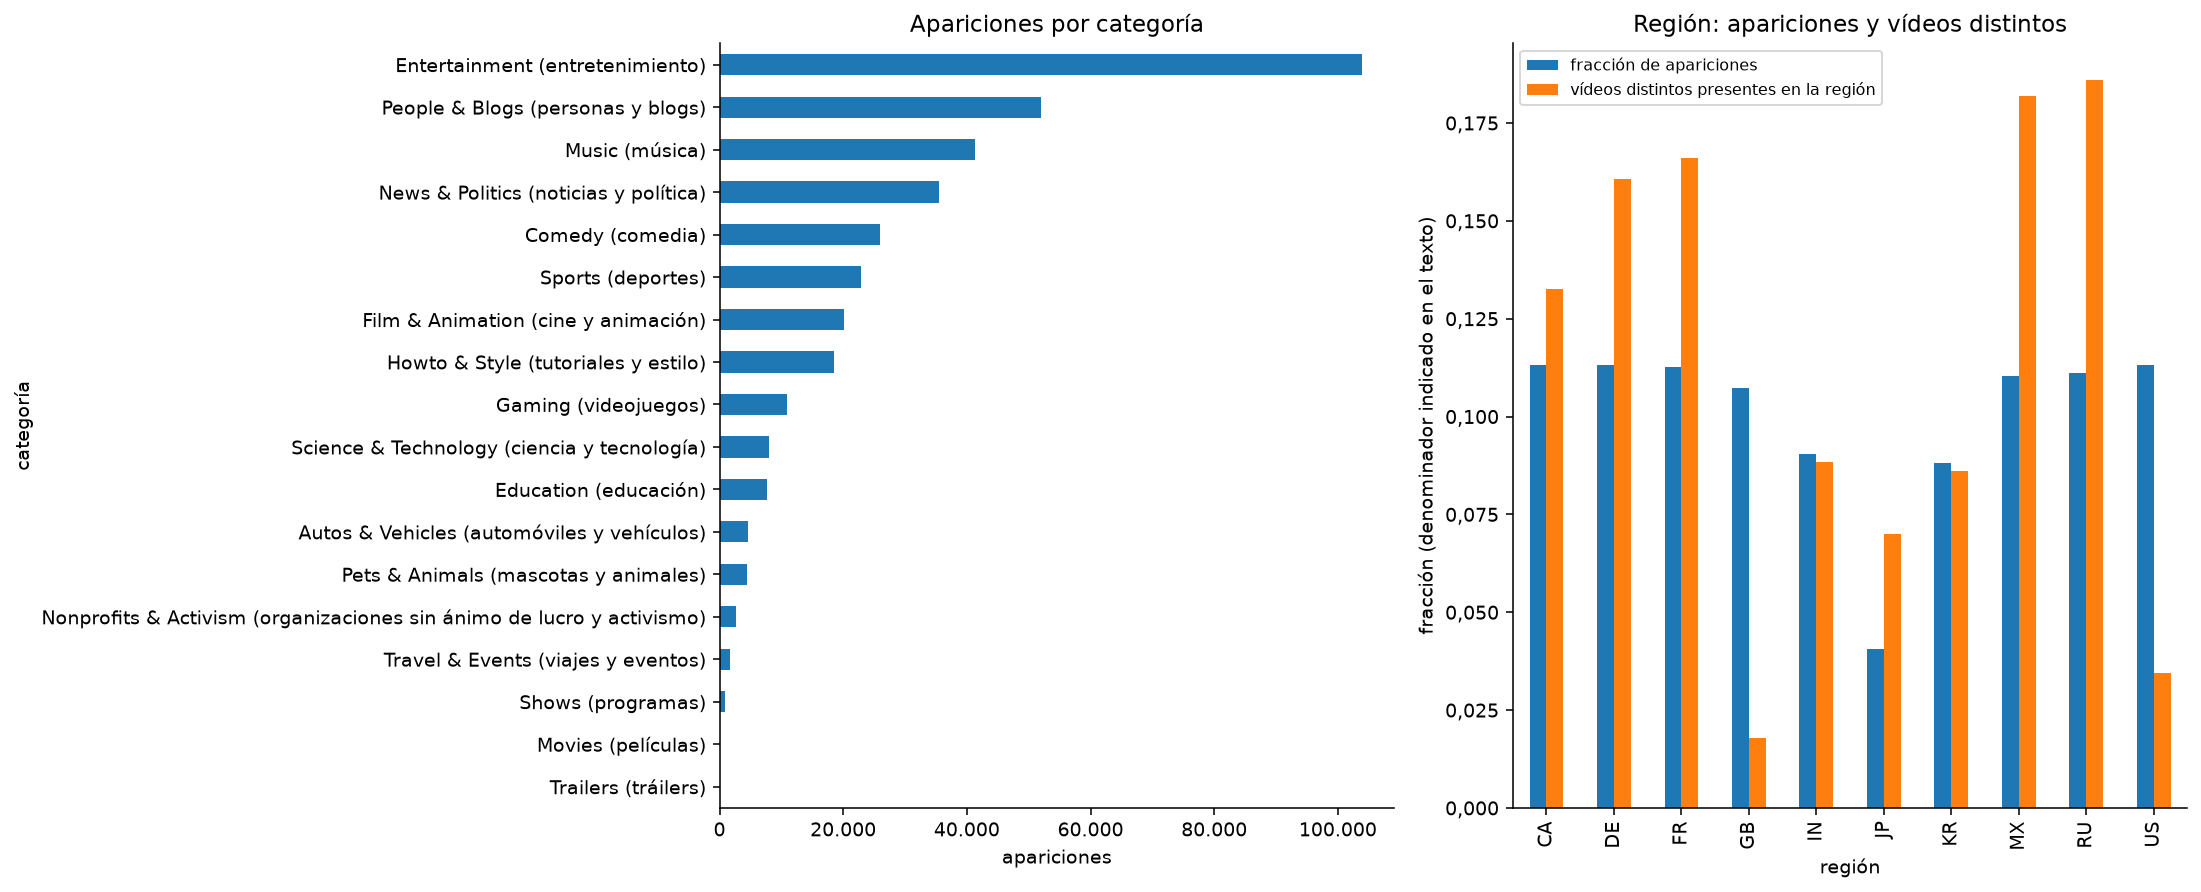 Apariciones por categoría
categoría
Entertainment (entretenimiento)
People & Blogs (personas y blogs)
Music (música)
News & Politics (noticias y política)
Comedy (comedia)
Sports (deportes)
Film & Animation (cine y animación)
Howto & Style (tutoriales y estilo)
Gaming (videojuegos)
Science & Technology (ciencia y tecnología)
Education (educación)
Autos & Vehicles (automóviles y vehículos)
Pets & Animals (mascotas y animales)
Nonprofits & Activism (organizaciones sin ánimo de lucro y activismo)
Travel & Events (viajes y eventos)
Shows (programas)
Movies (películas)
Trailers (tráilers)
0 20.000 40.000 60.000 80.000 100.000
apariciones
Región: apariciones y vídeos distintos
fracción de apariciones
vídeos distintos presentes en la región
fracción (denominador indicado en el texto)
0,175
0,150
0,125
0,100
0,075
0,050
0,025
0,000
CA DE FR GB IN JP KR MX RU US
región